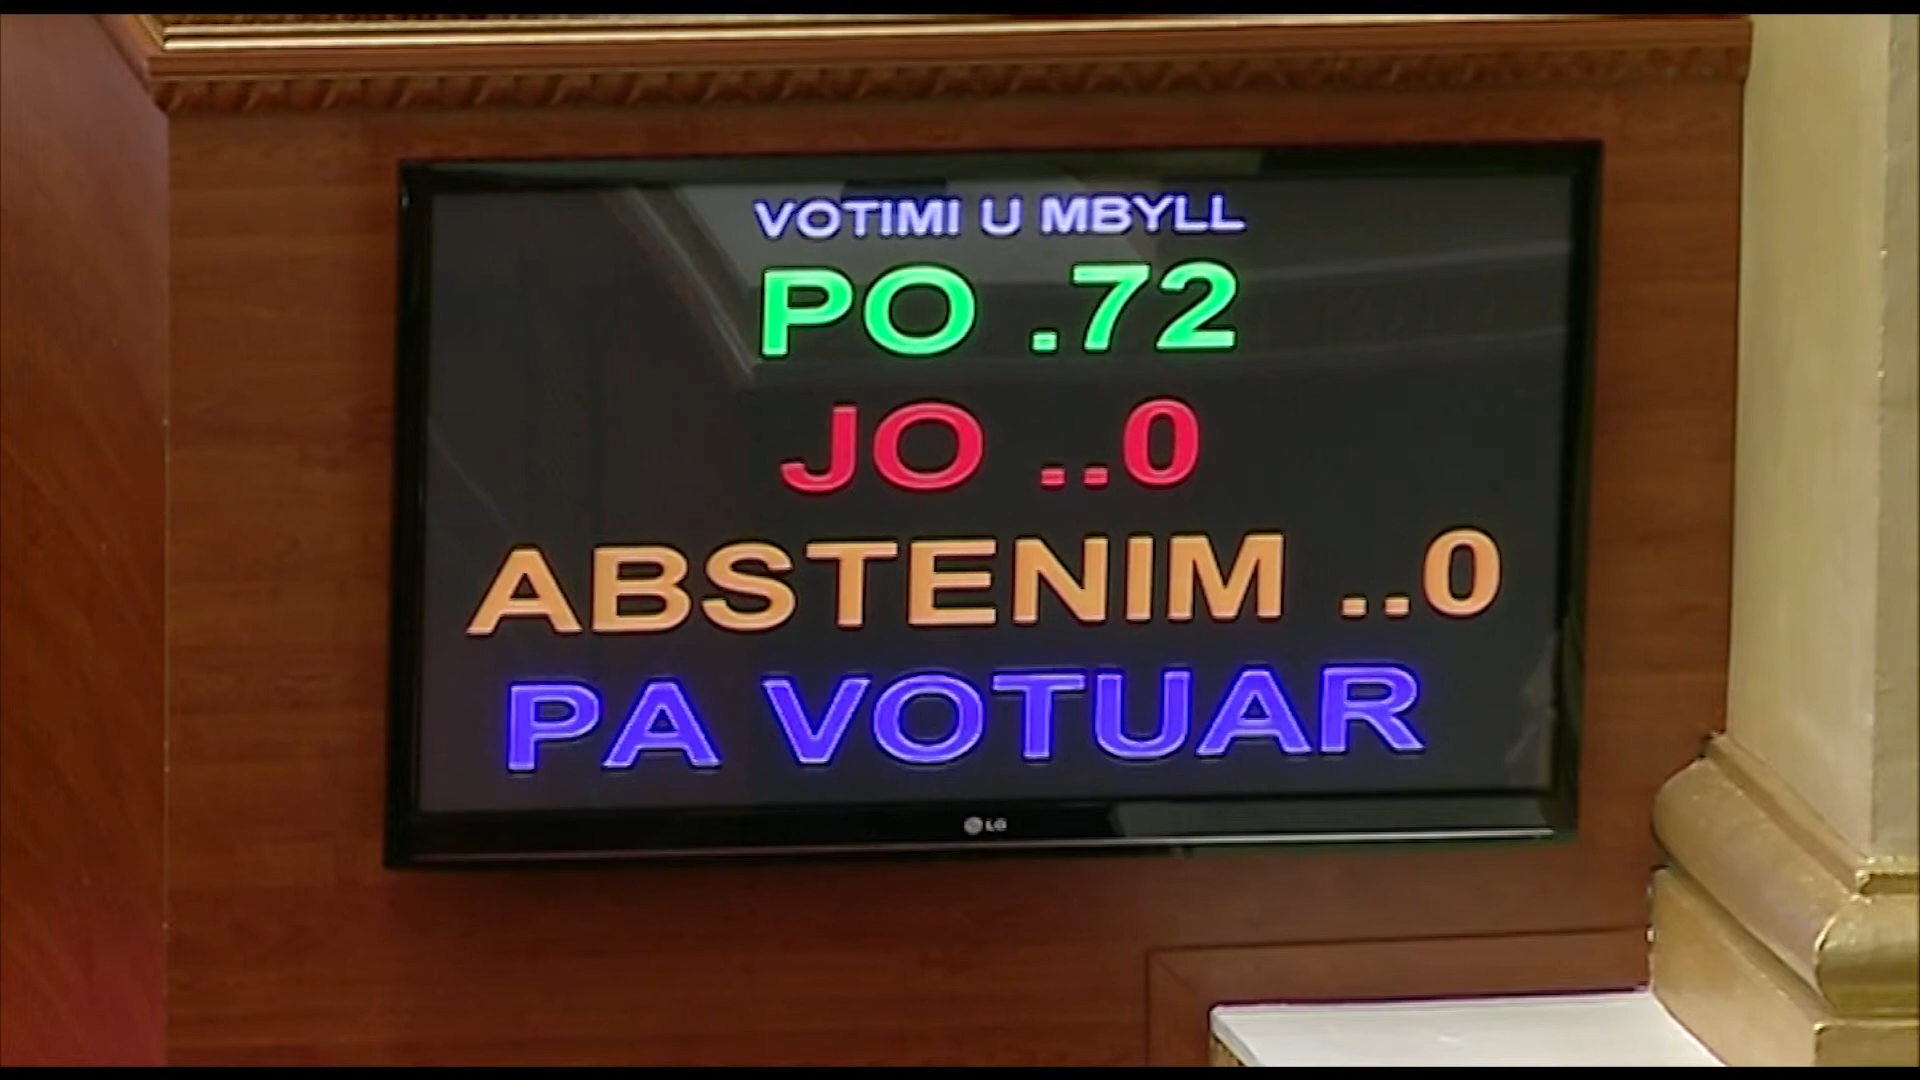 VOTIMI U MBYLL
PO .72
JO ..0
ABSTENIM ..0
PA VOTUAR
LG